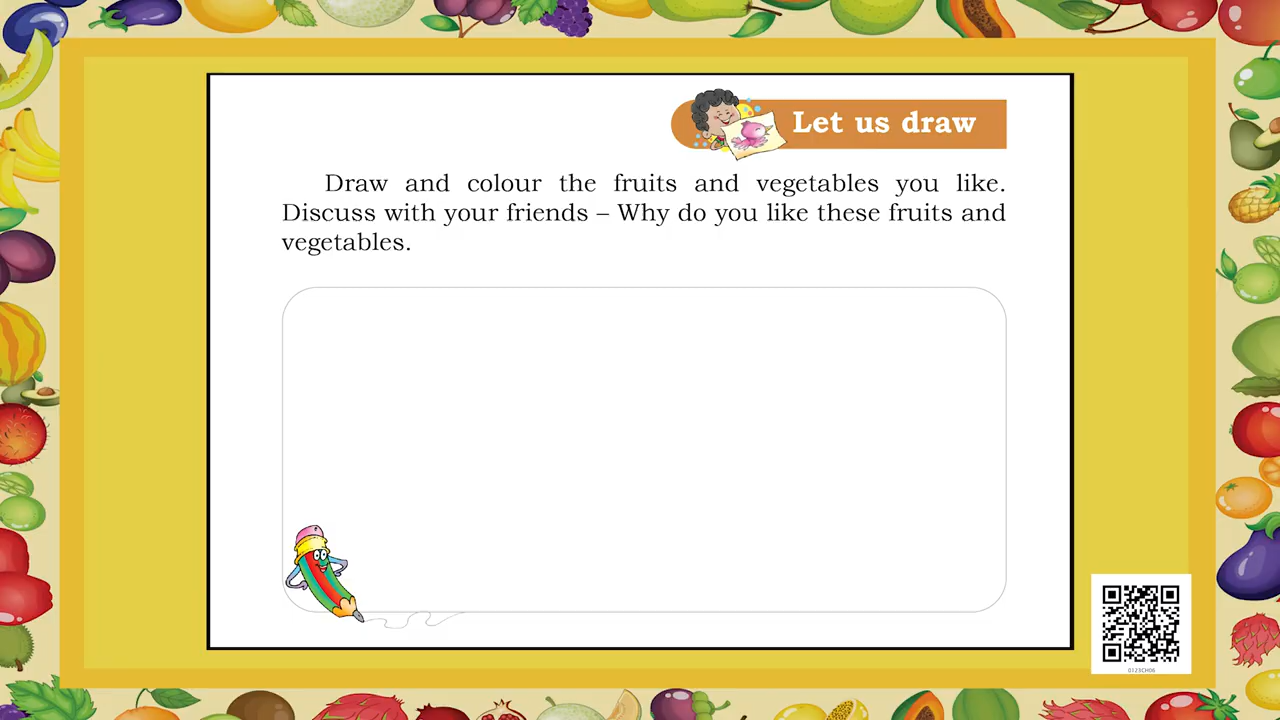 Let us draw
Draw and colour the fruits and vegetables you like.
Discuss with your friends – Why do you like these fruits and
vegetables.
0123CH06